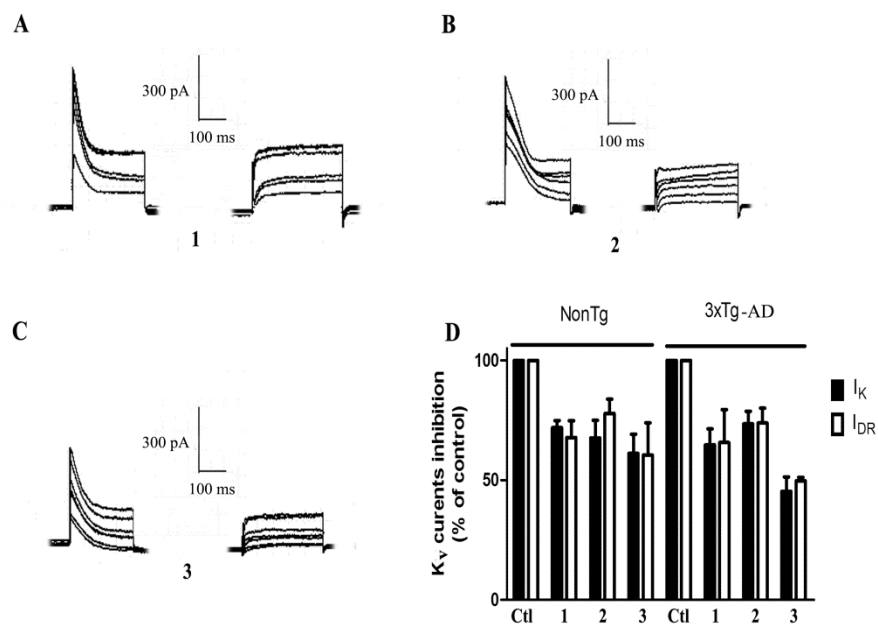 A
300 pA
100 ms
1
B
300 pA
100 ms
2
C
300 pA
100 ms
3
D
NonTg
3xTg-AD
Kv curents inhibition
(% of control)
100
50
0
Ctl 1 2 3 Ctl 1 2 3
IK
IDR